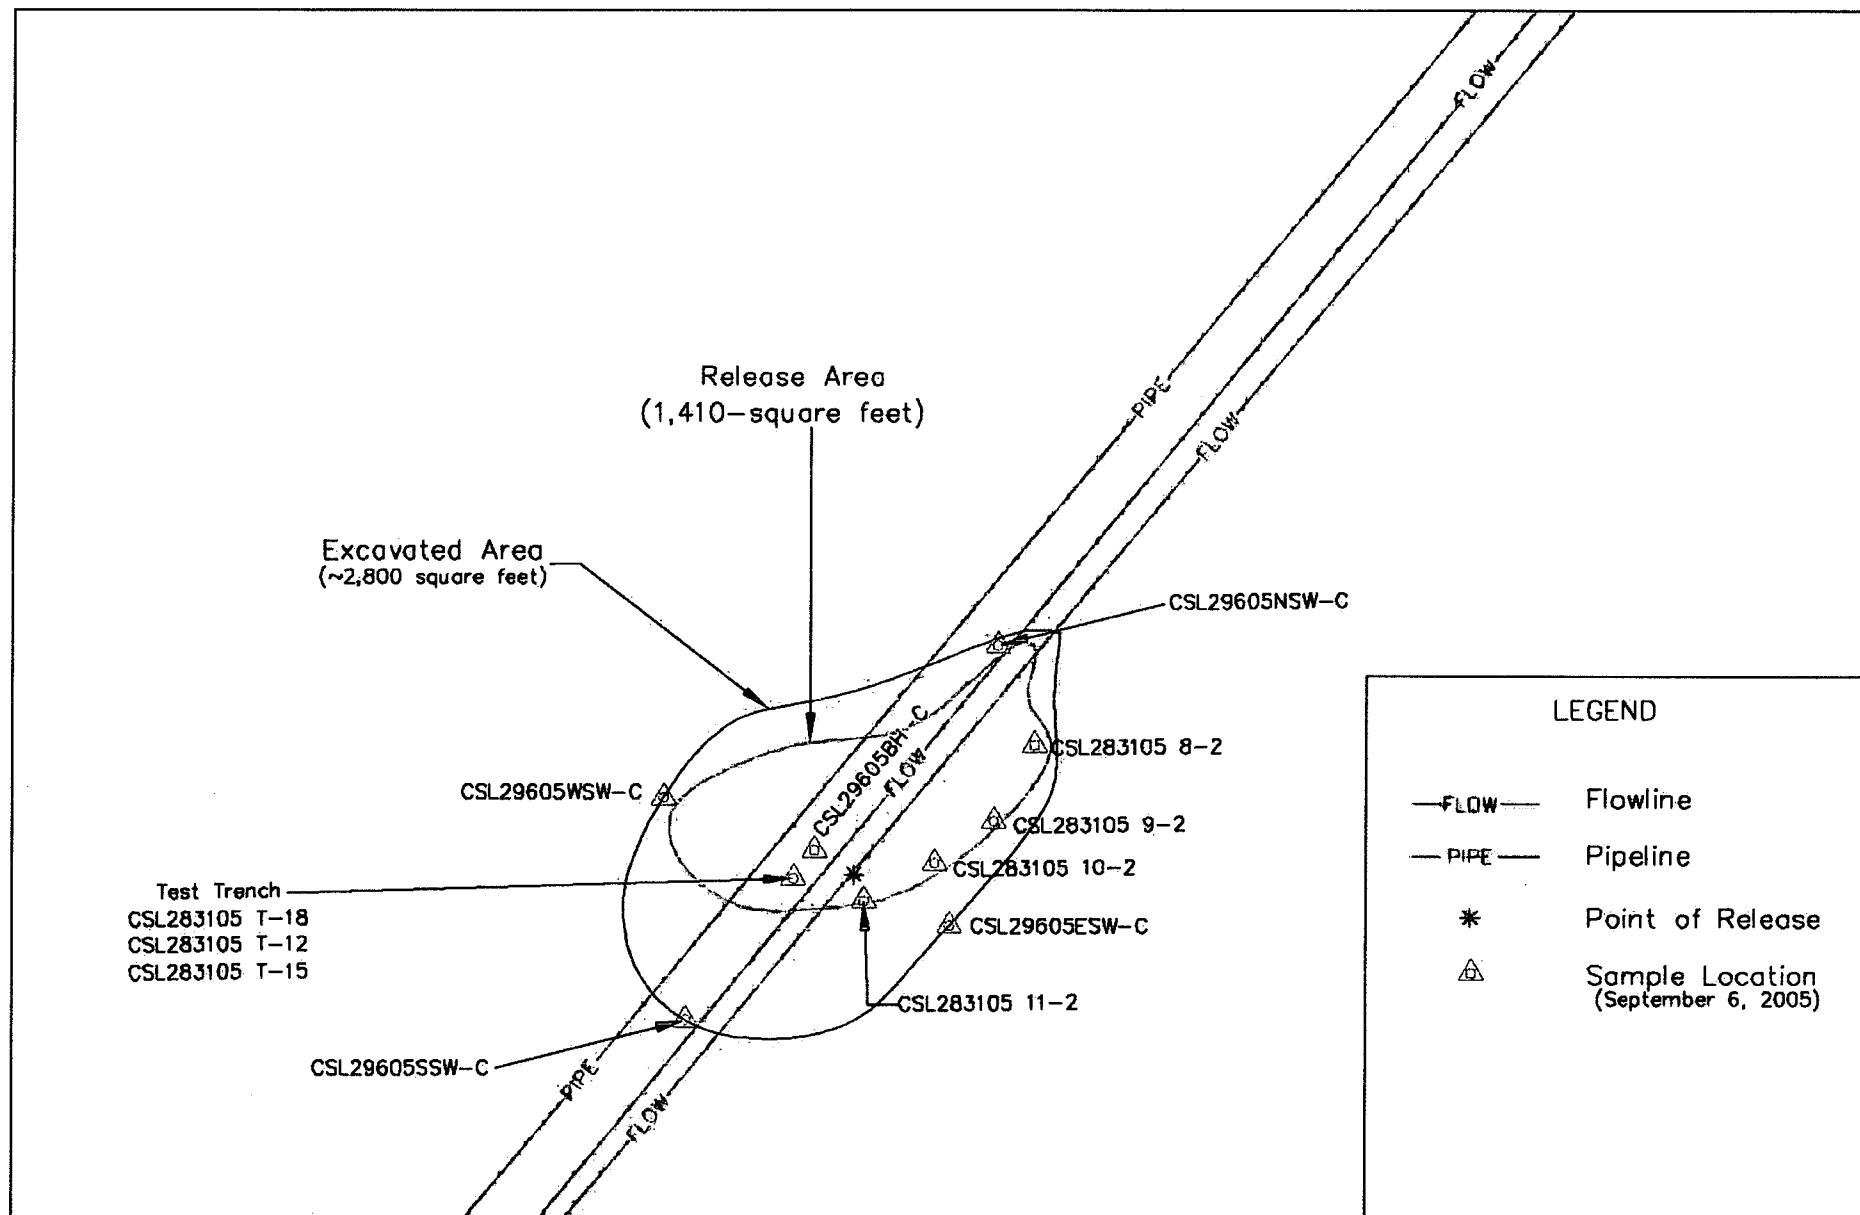 FLOW
Release Area
(1,410-square feet)
PIPE
FLOW
Excavated Area
(~2,800 square feet)
CSL29605NSW-C
CSL29605BH-C
FLOW
CSL283105 8-2
CSL29605WSW-C
CSL283105 9-2
CSL283105 10-2
Test Trench
CSL283105 T-18
CSL283105 T-12
CSL283105 T-15
CSL29605ESW-C
CSL283105 11-2
CSL29605SSW-C
PIPE
FLOW
LEGEND
FLOW Flowline
PIPE Pipeline
Point of Release
Sample Location
(September 6, 2005)